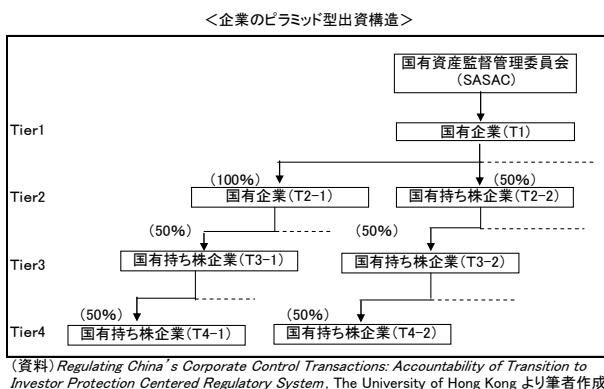 ＜企業のピラミッド型出資構造＞
国有資産監督管理委員会
(SASAC)
Tier1
国有企業(T1)
(100%)
(50%)
Tier2
国有企業(T2-1)
国有持ち株企業(T2-2)
(50%)
(50%)
Tier3
国有持ち株企業(T3-1)
国有持ち株企業(T3-2)
(50%)
(50%)
Tier4
国有持ち株企業(T4-1)
国有持ち株企業(T4-2)
(資料)Regulating China's Corporate Control Transactions: Accountability of Transition to
Investor Protection Centered Regulatory System, The University of Hong Kong より筆者作成